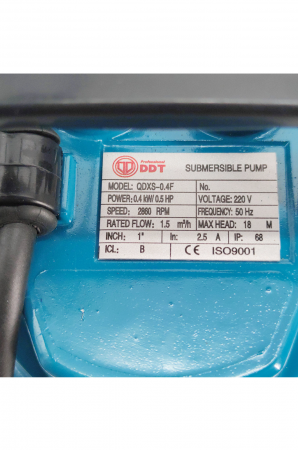 Professional
DDT
SUBMERSIBLE PUMP
MODEL: QDXS-0.4F No.
POWER: 0.4 kW/ 0.5 HP VOLTAGE: 220 V
SPEED: 2860 RPM FREQUENCY: 50 Hz
RATED FLOW: 1.5 m³/h MAX HEAD: 18 M
INCH: 1" In: 2.5 A IP: 68
ICL: B CE ISO9001